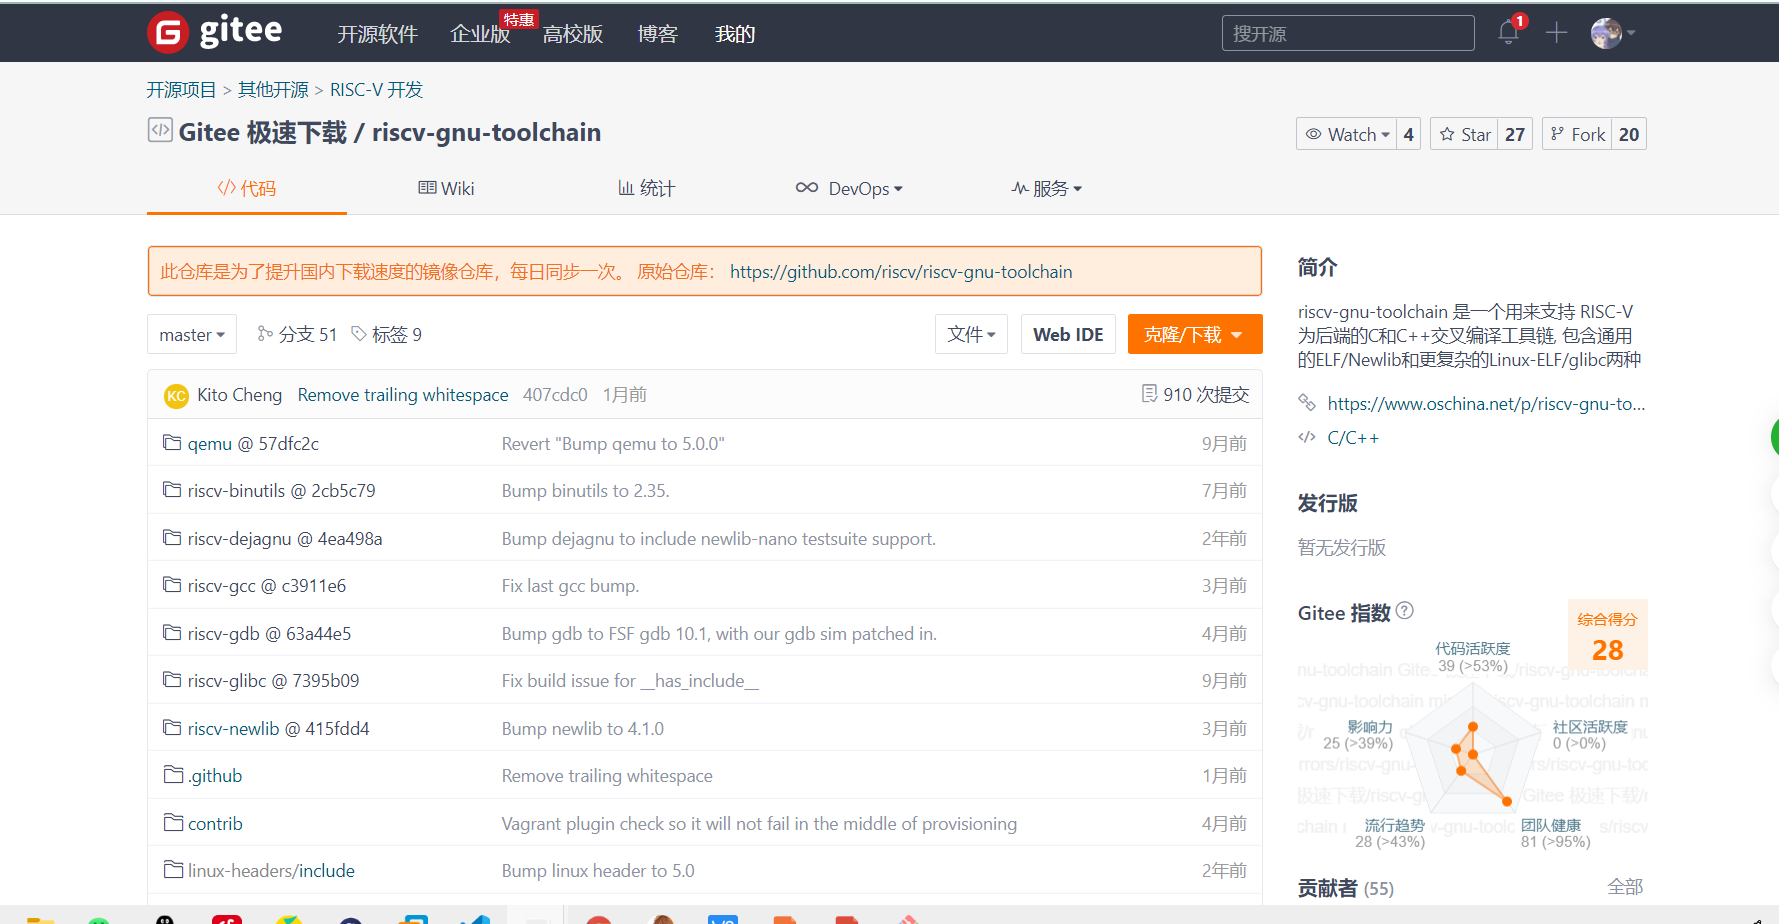 gitee 开源软件 企业版 特惠 高校版 博客 我的 搜开源 1
开源项目 > 其他开源 > RISC-V 开发
Gitee 极速下载 / riscv-gnu-toolchain
Watch 4 Star 27 Fork 20
代码 Wiki 统计 DevOps 服务
此仓库是为了提升国内下载速度的镜像仓库，每日同步一次。 原始仓库： https://github.com/riscv/riscv-gnu-toolchain
master 分支 51 标签 9 文件 Web IDE 克隆/下载
KC Kito Cheng Remove trailing whitespace 407cdc0 1月前 910 次提交
qemu @ 57dfc2c Revert "Bump qemu to 5.0.0" 9月前
riscv-binutils @ 2cb5c79 Bump binutils to 2.35. 7月前
riscv-dejagnu @ 4ea498a Bump dejagnu to include newlib-nano testsuite support. 2年前
riscv-gcc @ c3911e6 Fix last gcc bump. 3月前
riscv-gdb @ 63a44e5 Bump gdb to FSF gdb 10.1, with our gdb sim patched in. 4月前
riscv-glibc @ 7395b09 Fix build issue for __has_include__ 9月前
riscv-newlib @ 415fdd4 Bump newlib to 4.1.0 3月前
.github Remove trailing whitespace 1月前
contrib Vagrant plugin check so it will not fail in the middle of provisioning 4月前
linux-headers/include Bump linux header to 5.0 2年前
简介
riscv-gnu-toolchain 是一个用来支持 RISC-V
为后端的C和C++交叉编译工具链, 包含通用
的ELF/Newlib和更复杂的Linux-ELF/glibc两种
https://www.oschina.net/p/riscv-gnu-to...
C/C++
发行版
暂无发行版
Gitee 指数
综合得分
28
代码活跃度
39 (>53%)
影响力
25 (>39%)
社区活跃度
0 (>0%)
流行趋势
28 (>43%)
团队健康
81 (>95%)
贡献者 (55) 全部